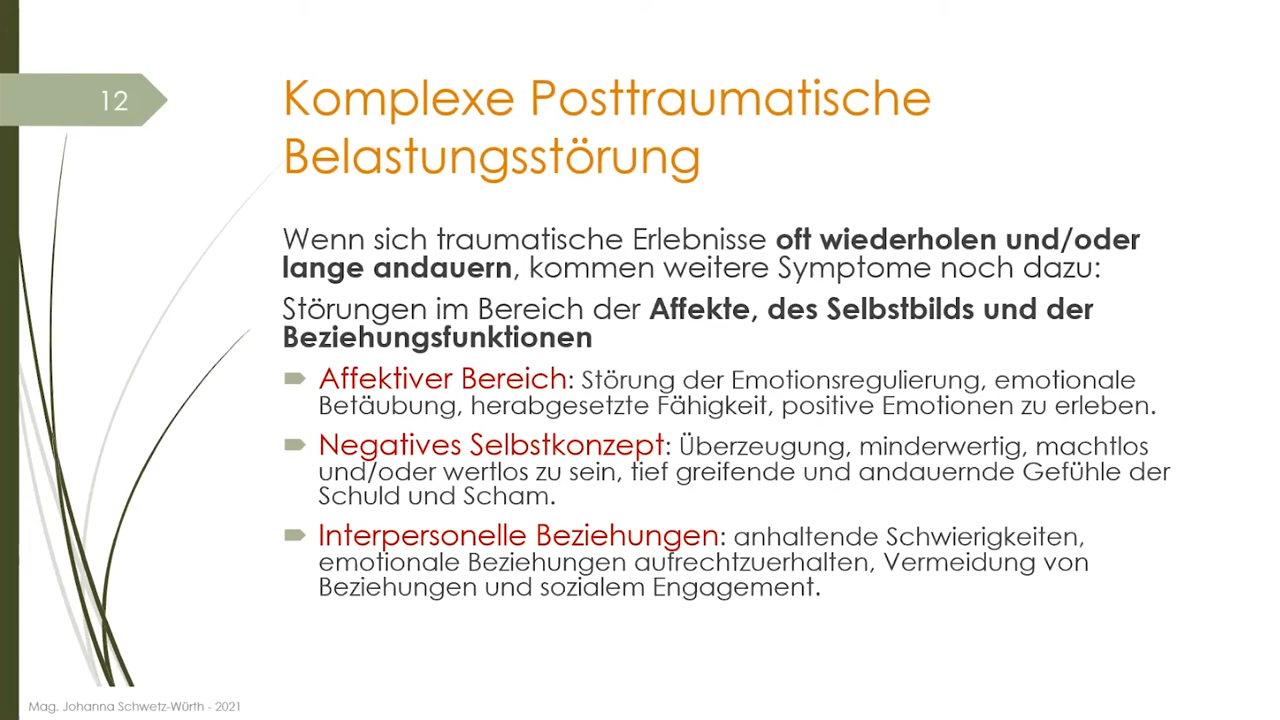 12
Komplexe Posttraumatische
Belastungsstörung
Wenn sich traumatische Erlebnisse oft wiederholen und/oder
lange andauern, kommen weitere Symptome noch dazu:
Störungen im Bereich der Affekte, des Selbstbilds und der
Beziehungsfunktionen
Affektiver Bereich: Störung der Emotionsregulierung, emotionale
Betäubung, herabgesetzte Fähigkeit, positive Emotionen zu erleben.
Negatives Selbstkonzept: Überzeugung, minderwertig, machtlos
und/oder wertlos zu sein, tief greifende und andauernde Gefühle der
Schuld und Scham.
Interpersonelle Beziehungen: anhaltende Schwierigkeiten,
emotionale Beziehungen aufrechtzuerhalten, Vermeidung von
Beziehungen und sozialem Engagement.
Mag. Johanna Schwetz-Würth - 2021